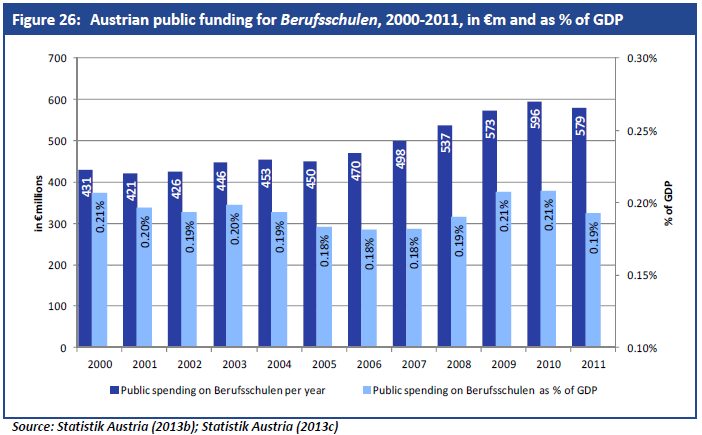 Figure 26: Austrian public funding for Berufsschulen, 2000-2011, in €m and as % of GDP
700 0.30%
600
500 0.25%
400
300 0.20%
200 0.15%
100
0 0.10%
in € millions
% of GDP
431 421 426 446 453 450 470 498 537 573 596 579
0.21% 0.20% 0.19% 0.20% 0.19% 0.18% 0.18% 0.18% 0.19% 0.21% 0.21% 0.19%
2000 2001 2002 2003 2004 2005 2006 2007 2008 2009 2010 2011
Public spending on Berufsschulen per year Public spending on Berufsschulen as % of GDP
Source: Statistik Austria (2013b); Statistik Austria (2013c)